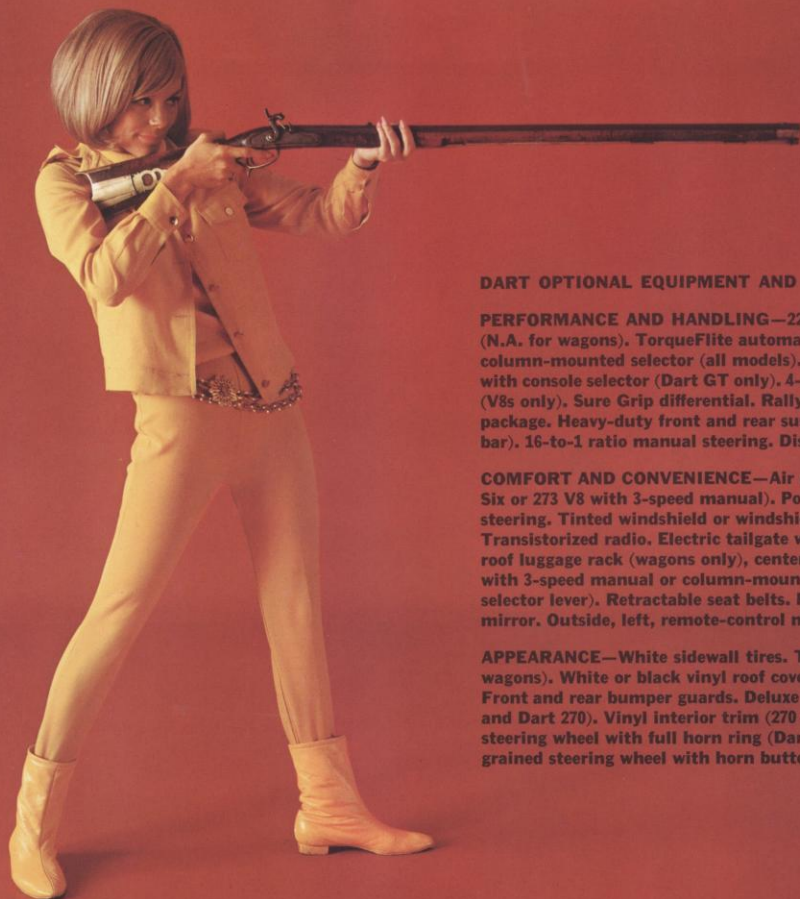 DART OPTIONAL EQUIPMENT AND
PERFORMANCE AND HANDLING—22
(N.A. for wagons). TorqueFlite automa
column-mounted selector (all models).
with console selector (Dart GT only). 4-
(V8s only). Sure Grip differential. Rally
package. Heavy-duty front and rear su
bar). 16-to-1 ratio manual steering. Dis
COMFORT AND CONVENIENCE—Air
Six or 273 V8 with 3-speed manual). Po
steering. Tinted windshield or windshi
Transistorized radio. Electric tailgate w
roof luggage rack (wagons only), center
with 3-speed manual or column-moun
selector lever). Retractable seat belts.
mirror. Outside, left, remote-control m
APPEARANCE—White sidewall tires. T
wagons). White or black vinyl roof cove
Front and rear bumper guards. Deluxe
and Dart 270). Vinyl interior trim (270
steering wheel with full horn ring (Dar
grained steering wheel with horn butto